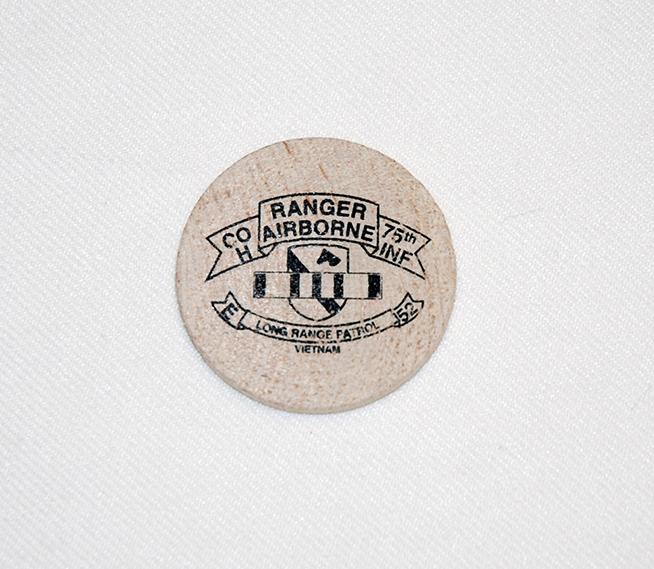 RANGER
CO AIRBORNE 75th
H INF
E LONG RANGE PATROL 52
VIETNAM